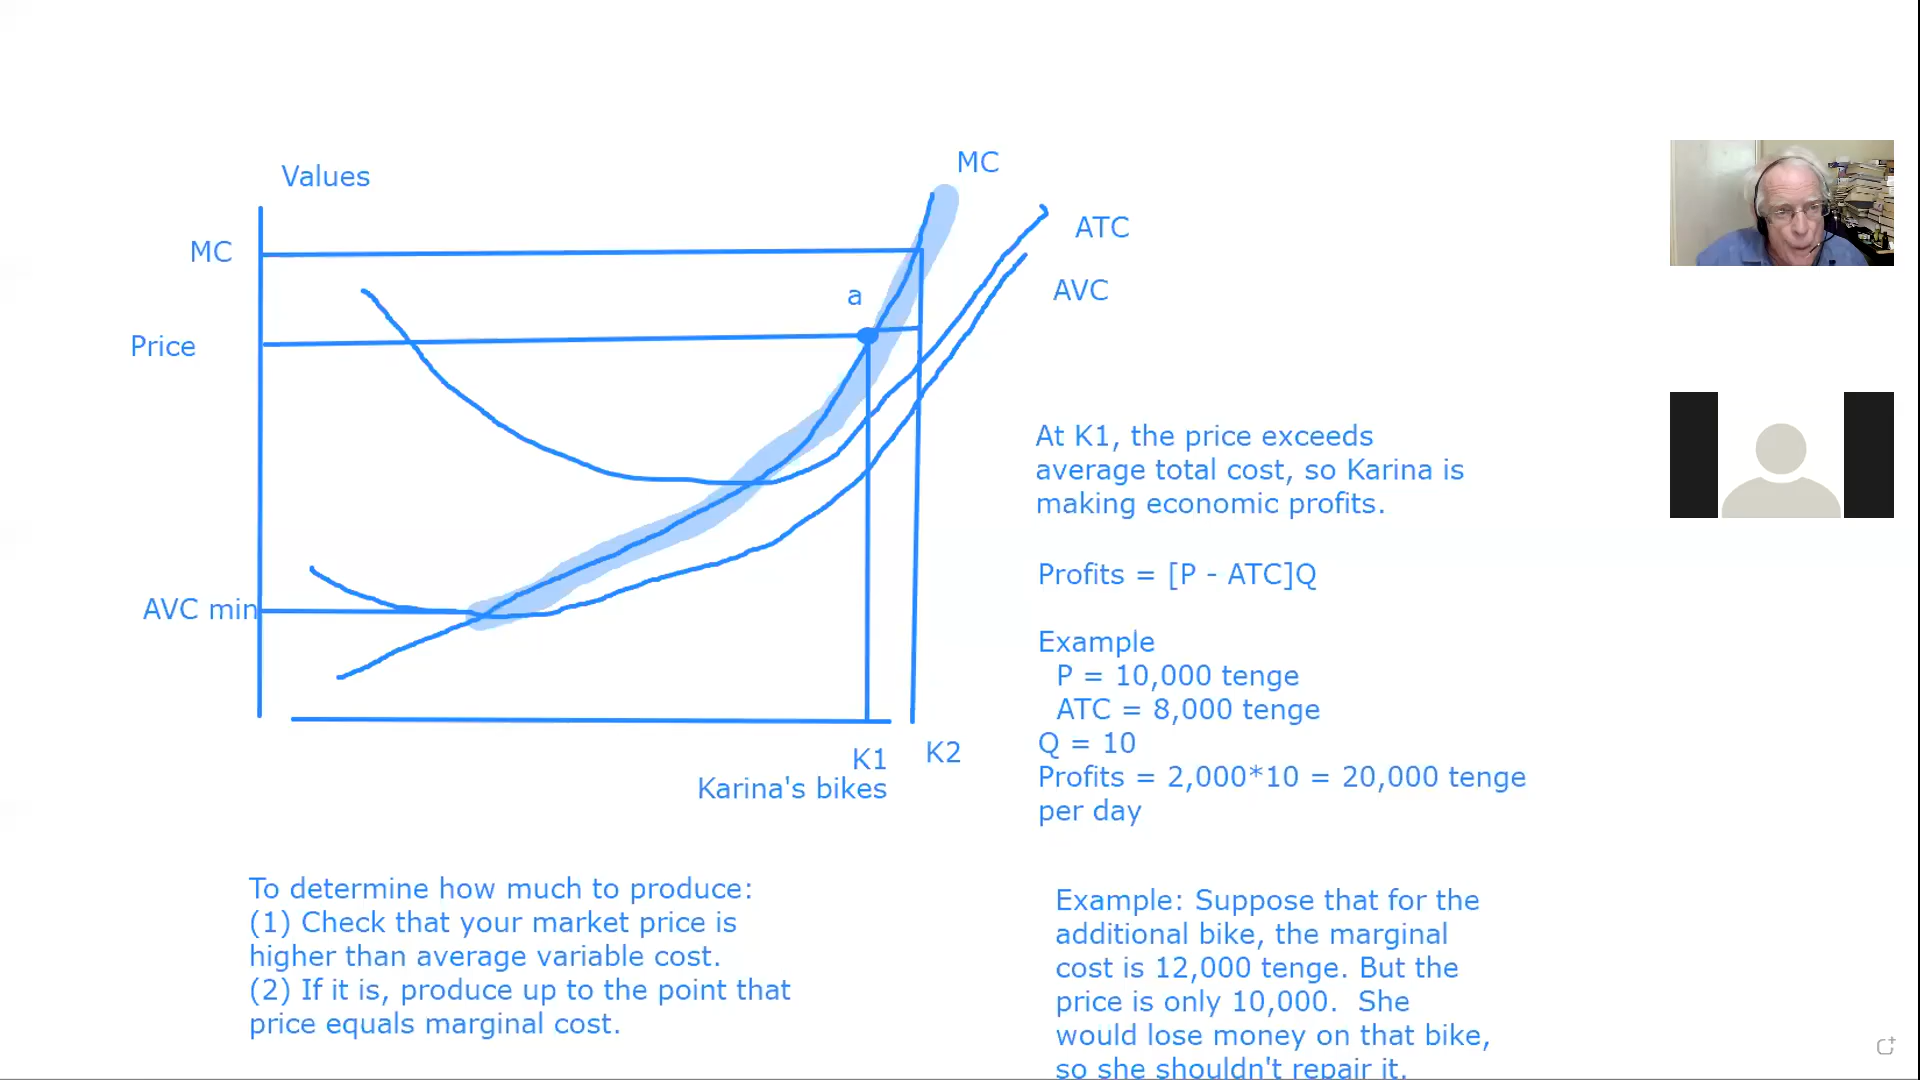 Values
MC
MC
ATC
AVC
a
Price
AVC min
K1
K2
Karina's bikes
At K1, the price exceeds
average total cost, so Karina is
making economic profits.
Profits = [P - ATC]Q
Example
P = 10,000 tenge
ATC = 8,000 tenge
Q = 10
Profits = 2,000*10 = 20,000 tenge
per day
To determine how much to produce:
(1) Check that your market price is
higher than average variable cost.
(2) If it is, produce up to the point that
price equals marginal cost.
Example: Suppose that for the
additional bike, the marginal
cost is 12,000 tenge. But the
price is only 10,000.  She
would lose money on that bike,
so she shouldn't repair it.